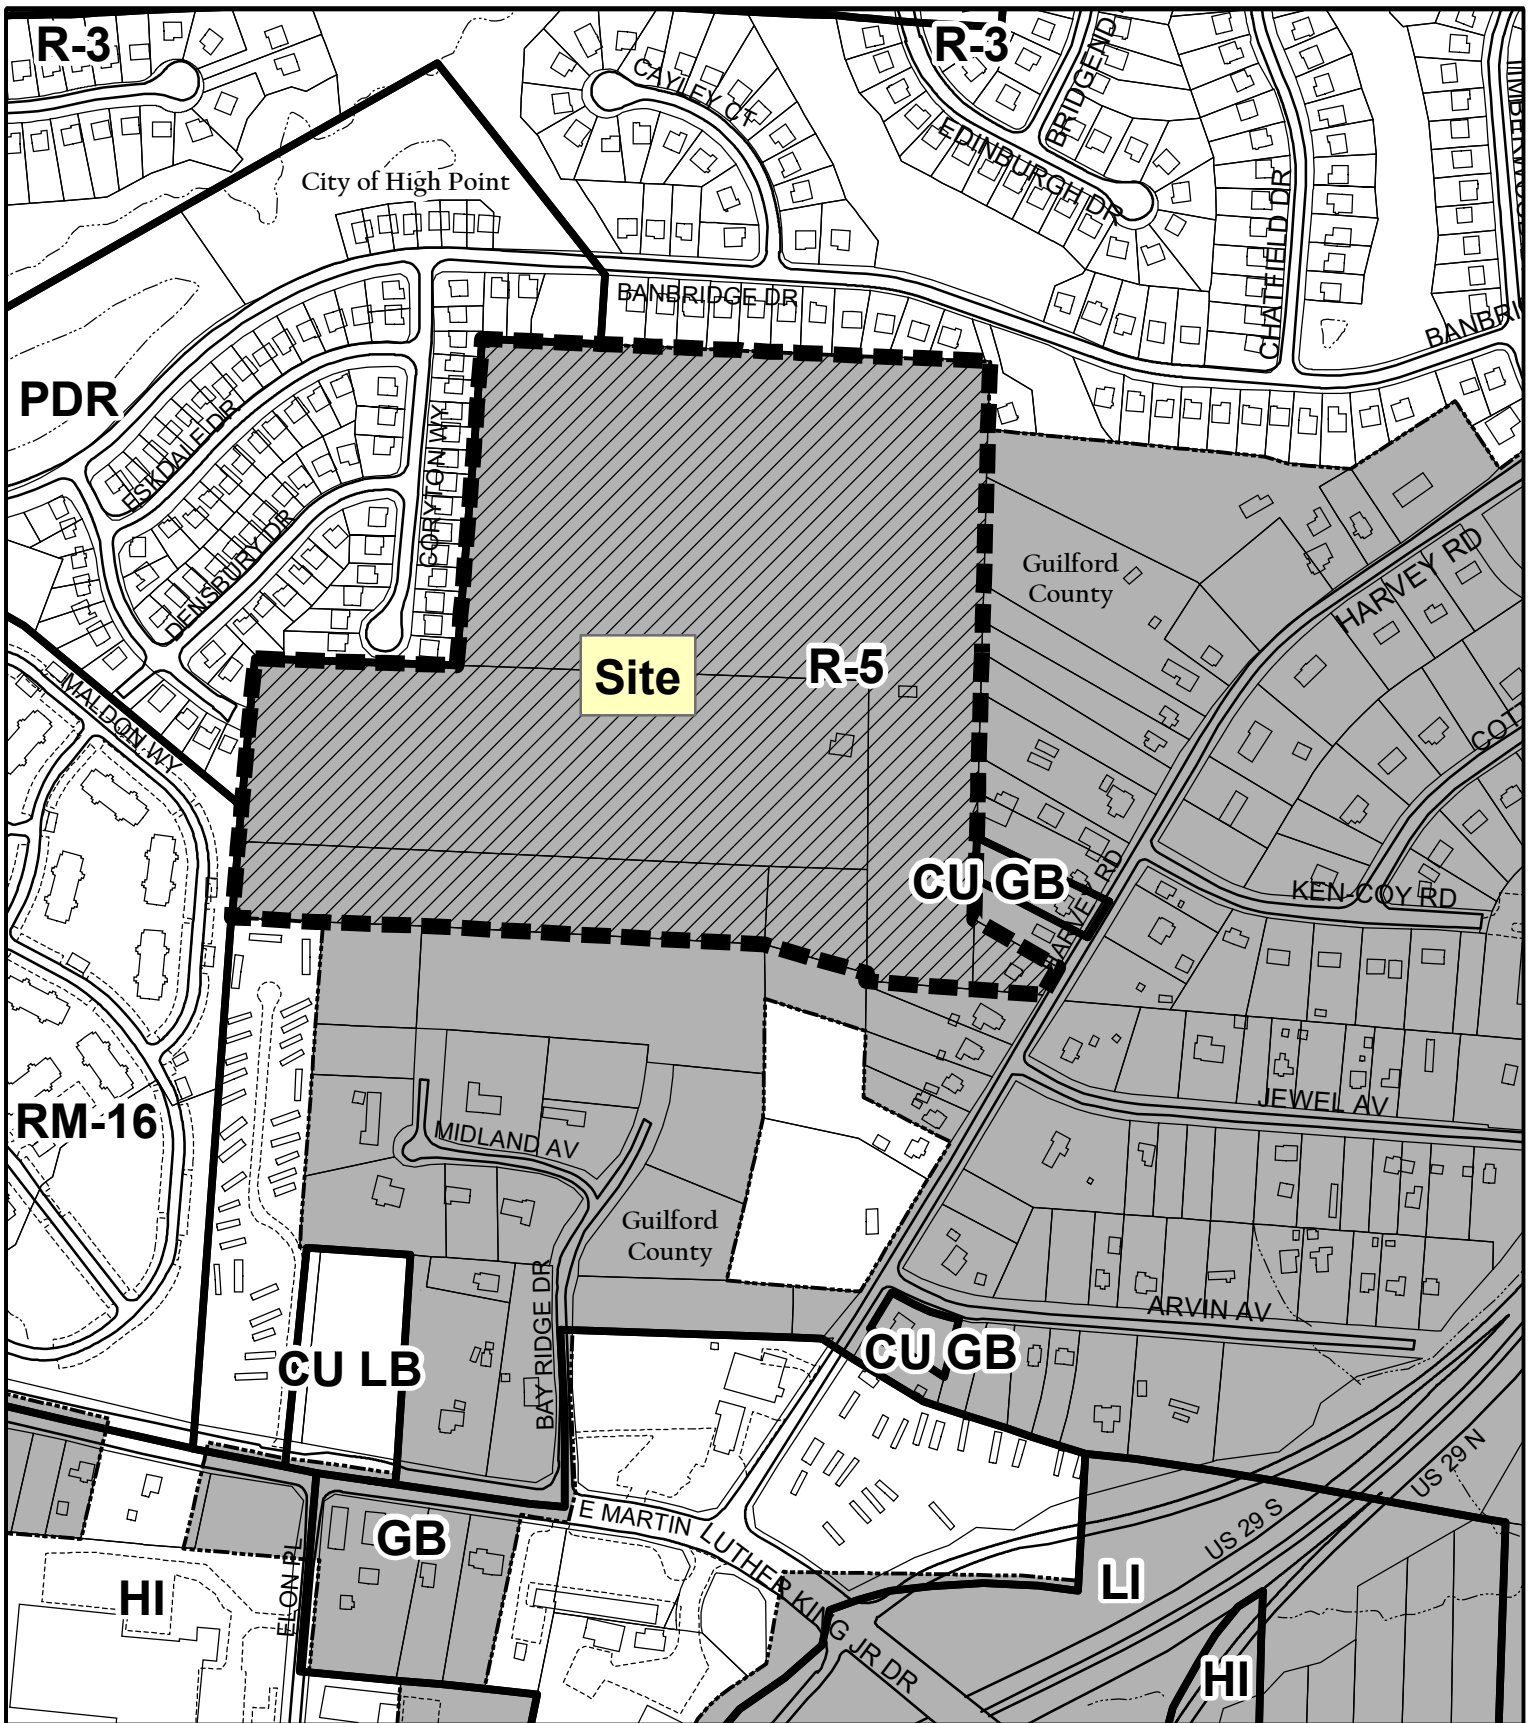 R-3
R-3
CAYLEY CT
BRIDGEND
EDINBURGH DR
City of High Point
CHATFIELD DR
BANBRIDGE DR
PDR
ESKDALE DR
CORYTON WY
DENSBURY DR
Guilford
County
HARVEY RD
Site
R-5
MALDON WY
CU GB
HARVEY RD
KEN-COY RD
RM-16
MIDLAND AV
JEWEL AV
Guilford
County
BAY RIDGE DR
ARVIN AV
CU LB
CU GB
US 29 N
US 29 S
E MARTIN LUTHER KING JR DR
GB
ELON PL
HI
LI
HI